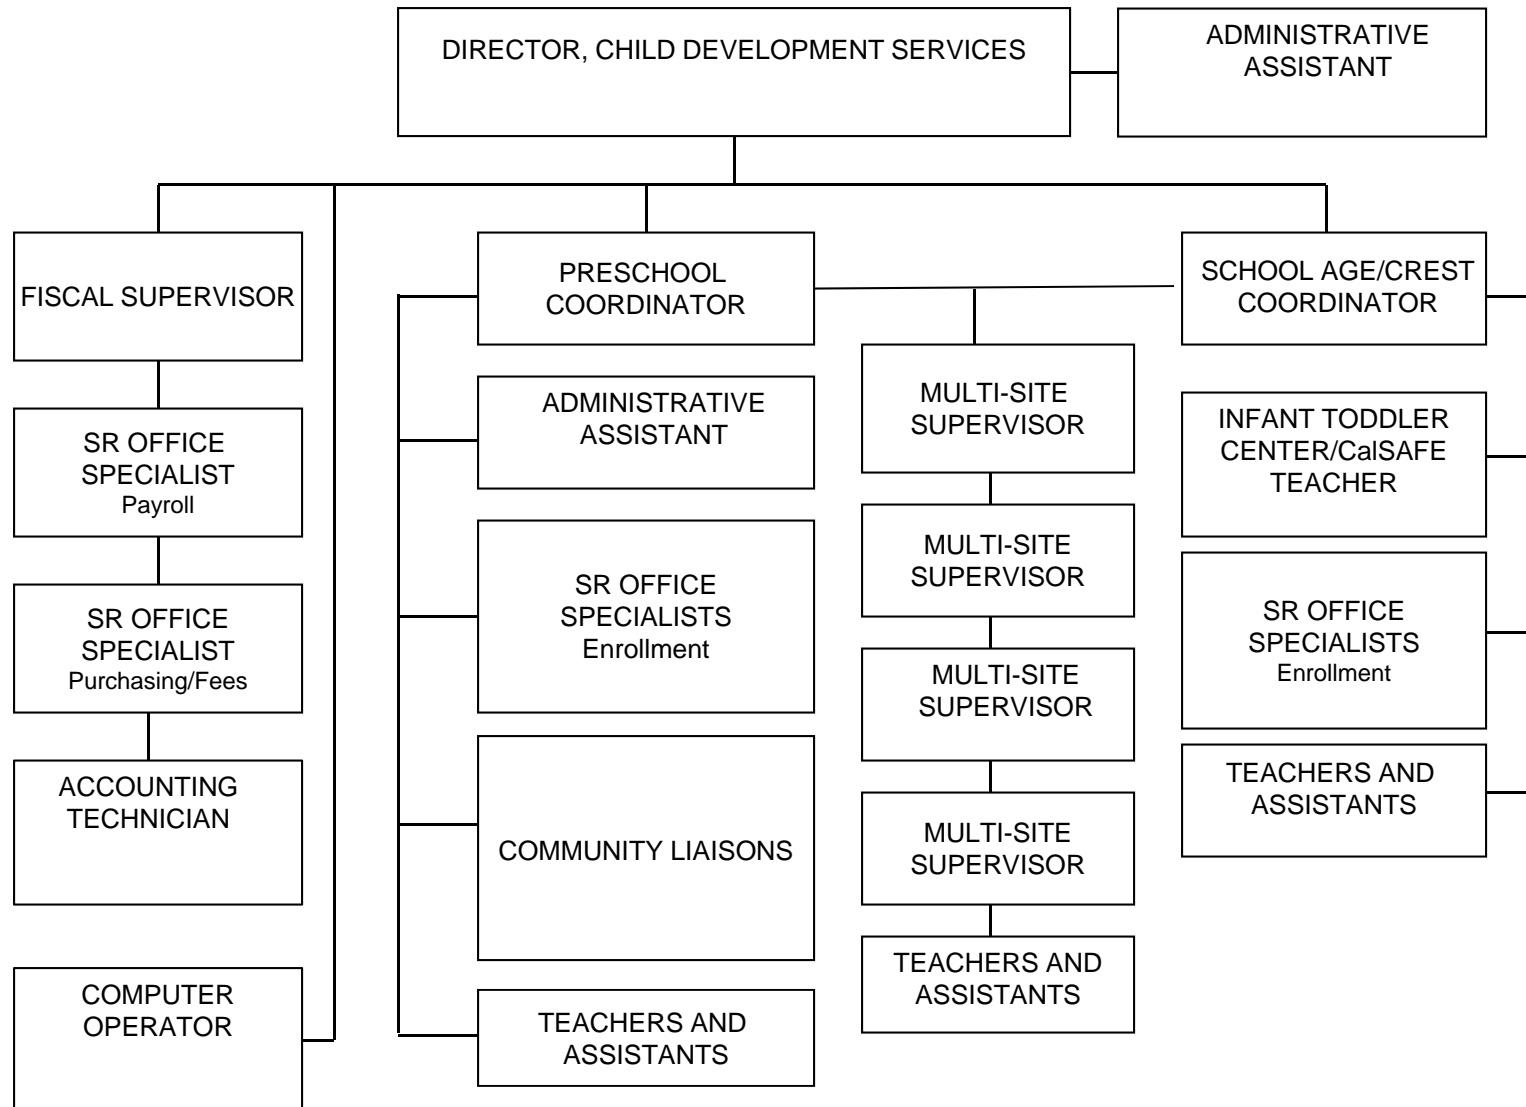 DIRECTOR, CHILD DEVELOPMENT SERVICES
ADMINISTRATIVE
ASSISTANT
FISCAL SUPERVISOR
SR OFFICE
SPECIALIST
Payroll
SR OFFICE
SPECIALIST
Purchasing/Fees
ACCOUNTING
TECHNICIAN
COMPUTER
OPERATOR
PRESCHOOL
COORDINATOR
ADMINISTRATIVE
ASSISTANT
SR OFFICE
SPECIALISTS
Enrollment
COMMUNITY LIAISONS
TEACHERS AND
ASSISTANTS
MULTI-SITE
SUPERVISOR
MULTI-SITE
SUPERVISOR
MULTI-SITE
SUPERVISOR
MULTI-SITE
SUPERVISOR
TEACHERS AND
ASSISTANTS
SCHOOL AGE/CREST
COORDINATOR
INFANT TODDLER
CENTER/CalSAFE
TEACHER
SR OFFICE
SPECIALISTS
Enrollment
TEACHERS AND
ASSISTANTS